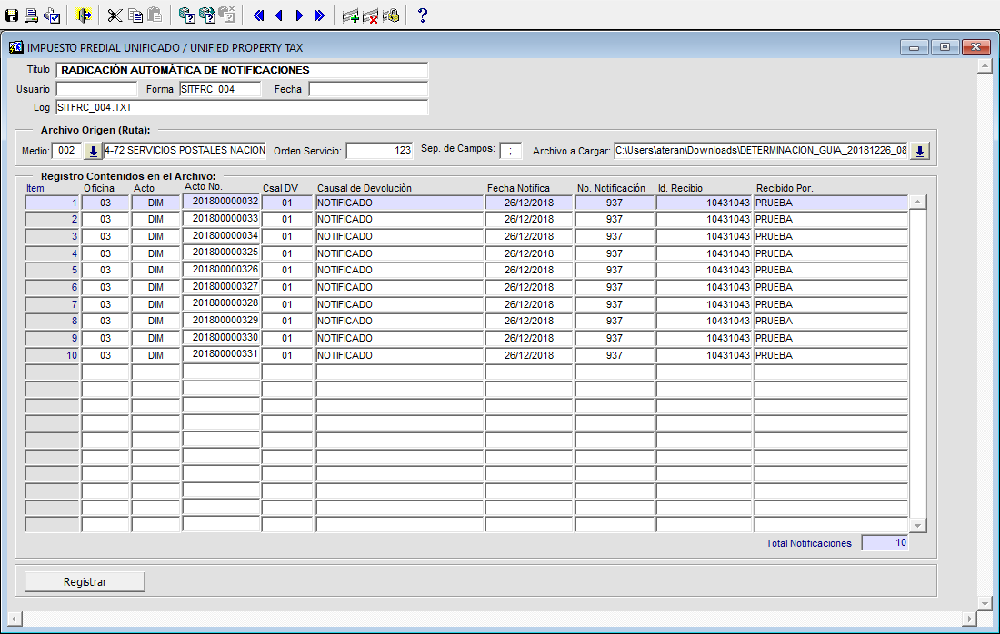 IMPUESTO PREDIAL UNIFICADO / UNIFIED PROPERTY TAX
Titulo RADICACIÓN AUTOMÁTICA DE NOTIFICACIONES
Usuario Forma SITFRC_004 Fecha
Log SITFRC_004.TXT
Archivo Origen (Ruta):
Medio: 002 4-72 SERVICIOS POSTALES NACION Orden Servicio: 123 Sep. de Campos: ; Archivo a Cargar: C:\Users\ateran\Downloads\DETERMINACION_GUIA_20181226_08
Registro Contenidos en el Archivo:
Item Oficina Acto Acto No. Csal DV Causal de Devolución Fecha Notifica No. Notificación Id. Recibio Recibido Por.
1 03 DIM 201800000032 01 NOTIFICADO 26/12/2018 937 10431043 PRUEBA
2 03 DIM 201800000033 01 NOTIFICADO 26/12/2018 937 10431043 PRUEBA
3 03 DIM 201800000034 01 NOTIFICADO 26/12/2018 937 10431043 PRUEBA
4 03 DIM 201800000325 01 NOTIFICADO 26/12/2018 937 10431043 PRUEBA
5 03 DIM 201800000326 01 NOTIFICADO 26/12/2018 937 10431043 PRUEBA
6 03 DIM 201800000327 01 NOTIFICADO 26/12/2018 937 10431043 PRUEBA
7 03 DIM 201800000328 01 NOTIFICADO 26/12/2018 937 10431043 PRUEBA
8 03 DIM 201800000329 01 NOTIFICADO 26/12/2018 937 10431043 PRUEBA
9 03 DIM 201800000330 01 NOTIFICADO 26/12/2018 937 10431043 PRUEBA
10 03 DIM 201800000331 01 NOTIFICADO 26/12/2018 937 10431043 PRUEBA
Total Notificaciones 10
Registrar